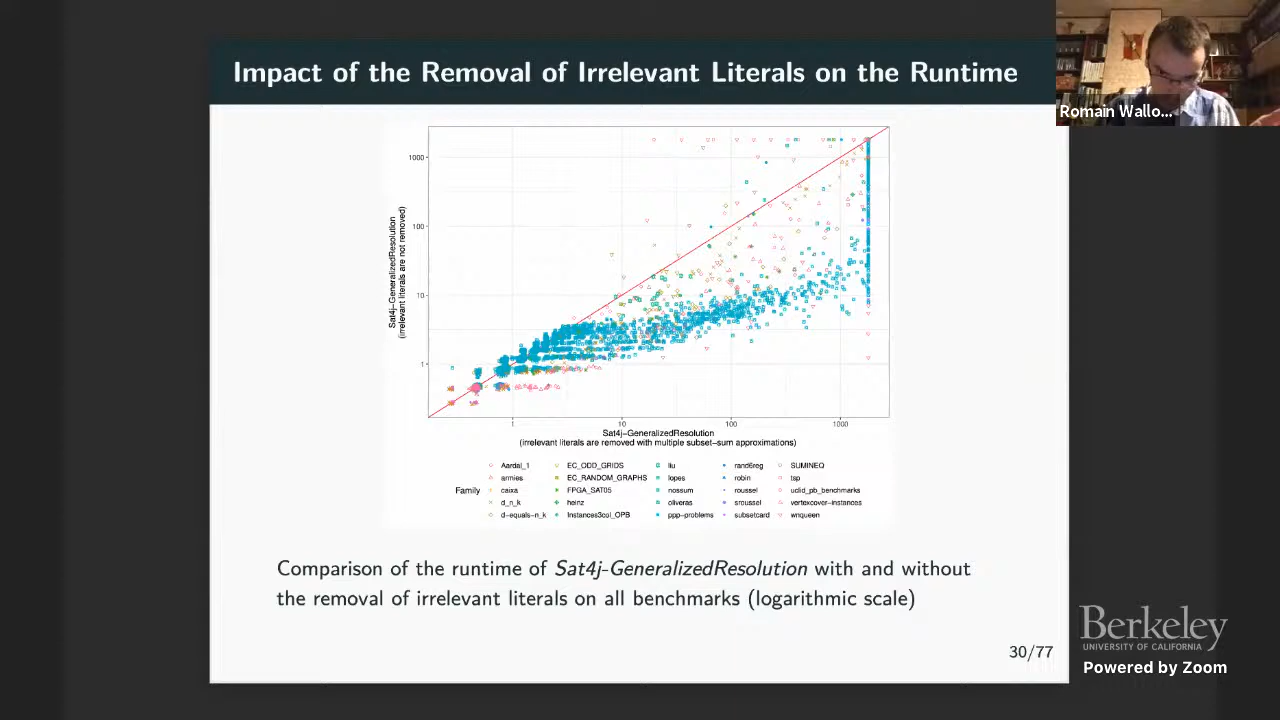 Impact of the Removal of Irrelevant Literals on the Runtime
Romain Wallo...
Sat4j-GeneralizedResolution
(irrelevant literals are not removed)
1000
100
10
1
1
10
100
1000
Sat4j-GeneralizedResolution
(irrelevant literals are removed with multiple subset-sum approximations)
Family
Aardal_1
armies
caixa
d_n_k
d-equals-n_k
EC_ODD_GRIDS
EC_RANDOM_GRAPHS
FPGA_SAT05
heinz
Instances3col_OPB
liu
lopes
nossum
oliveras
ppp-problems
rand6reg
robin
roussel
sroussel
subsetcard
SUMINEQ
tsp
uclid_pb_benchmarks
vertexcover-instances
wnqueen
Comparison of the runtime of Sat4j-GeneralizedResolution with and without
the removal of irrelevant literals on all benchmarks (logarithmic scale)
30/77
Berkeley
UNIVERSITY OF CALIFORNIA
Powered by Zoom